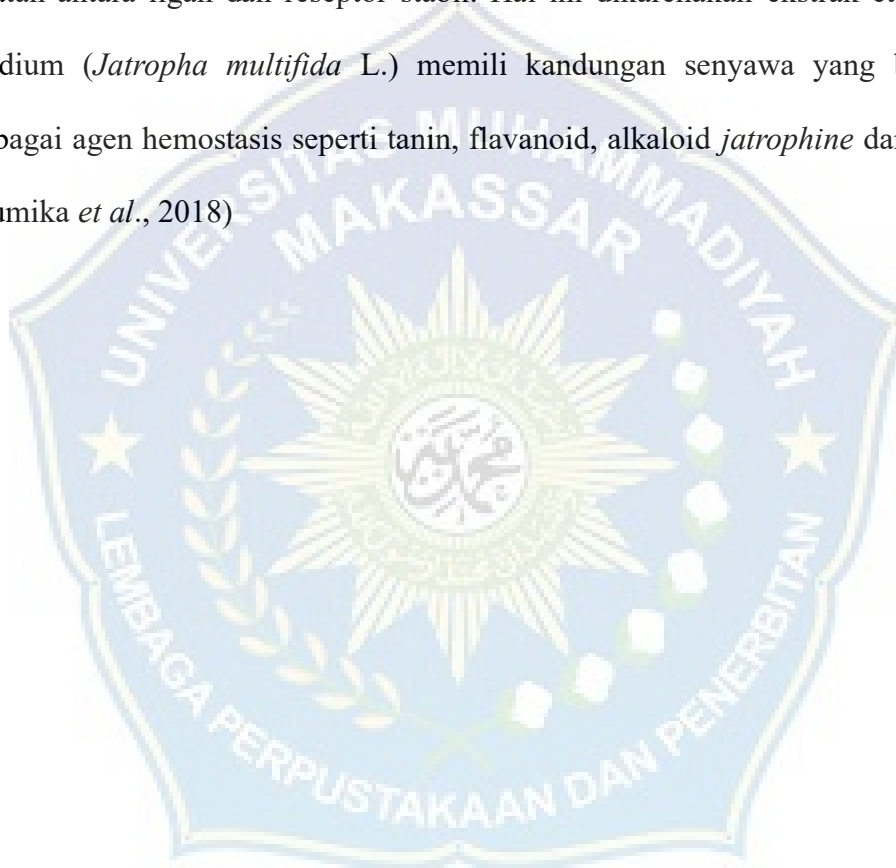 antara ligan dan reseptor stabil. Hal ini dikarenakan ekstrak
dium (Jatropha multifida L.) memili kandungan senyawa yang
bagai agen hemostasis seperti tanin, flavanoid, alkaloid jatrophine
umika et al., 2018)
UNIVERSITAS MUHAMMADIYAH
MAKASSAR
LEMBAGA PERPUSTAKAAN DAN PENERBITAN